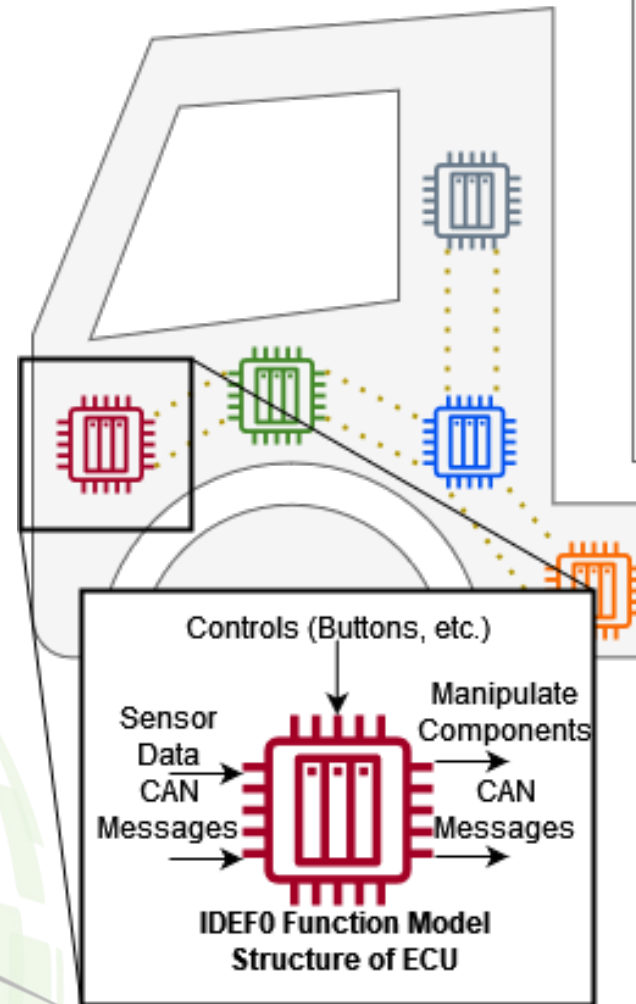 Controls (Buttons, etc.)
Sensor
Data
CAN
Messages
Manipulate
Components
CAN
Messages
IDEF0 Function Model
Structure of ECU